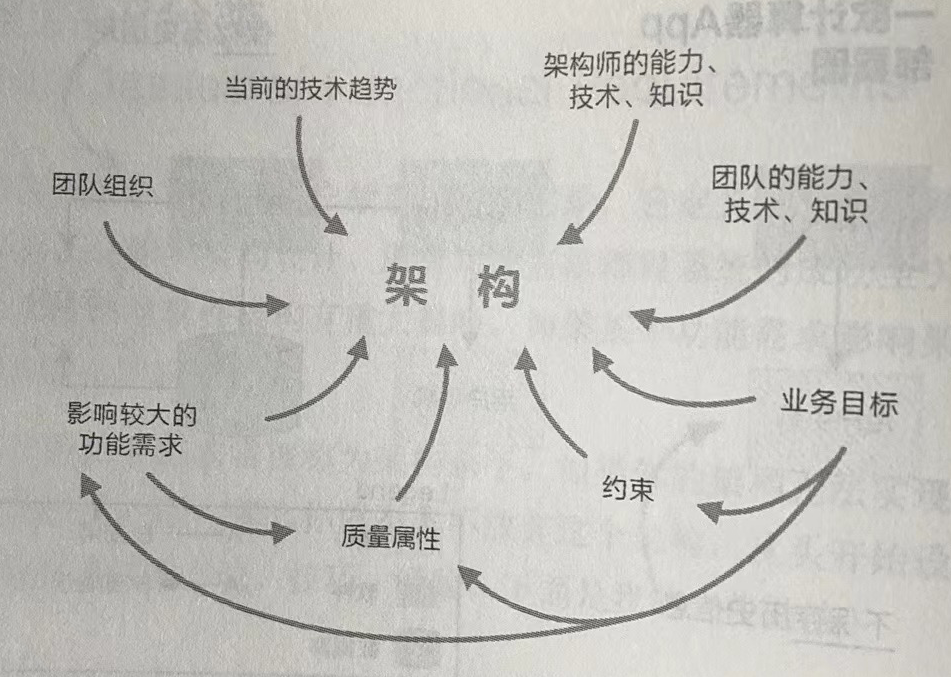 当前的技术趋势
架构师的能力、
技术、知识
团队组织
团队的能力、
技术、知识
架 构
影响较大的
功能需求
业务目标
约束
质量属性